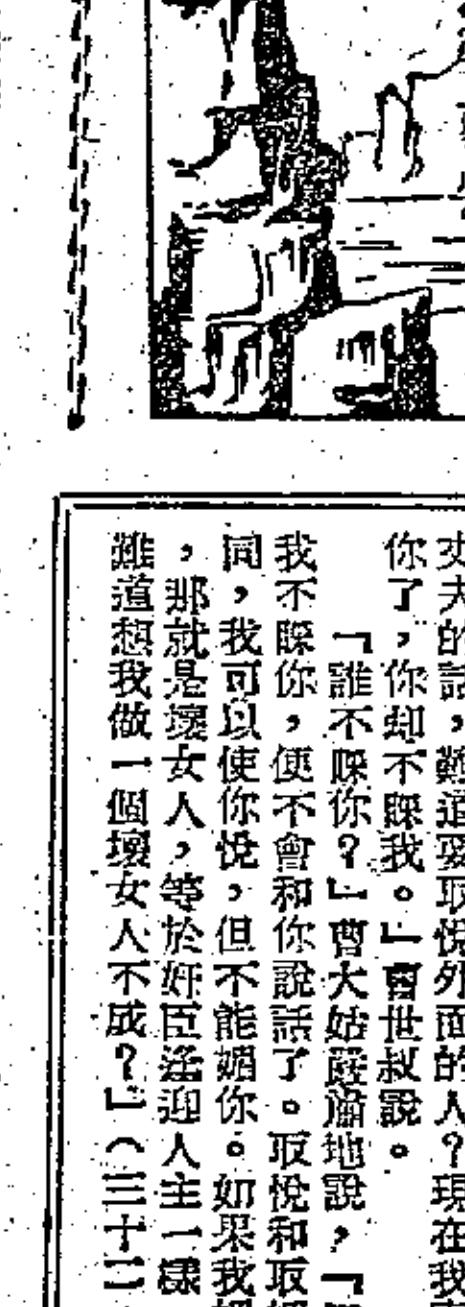 丈夫的話，難道要取悅外面的人？現在我
你了，你却不睬我。」曹世叔說。
「誰不睬你？」曹大姑莊嚴地說，「
我不睬你，便不會和你說話了。取悅和取
同，我可以使你悅，但不能媚你。如果我
，那就是壞女人，等於奸臣逢迎人主一樣
難道想我做一個壞女人不成？」（三十二